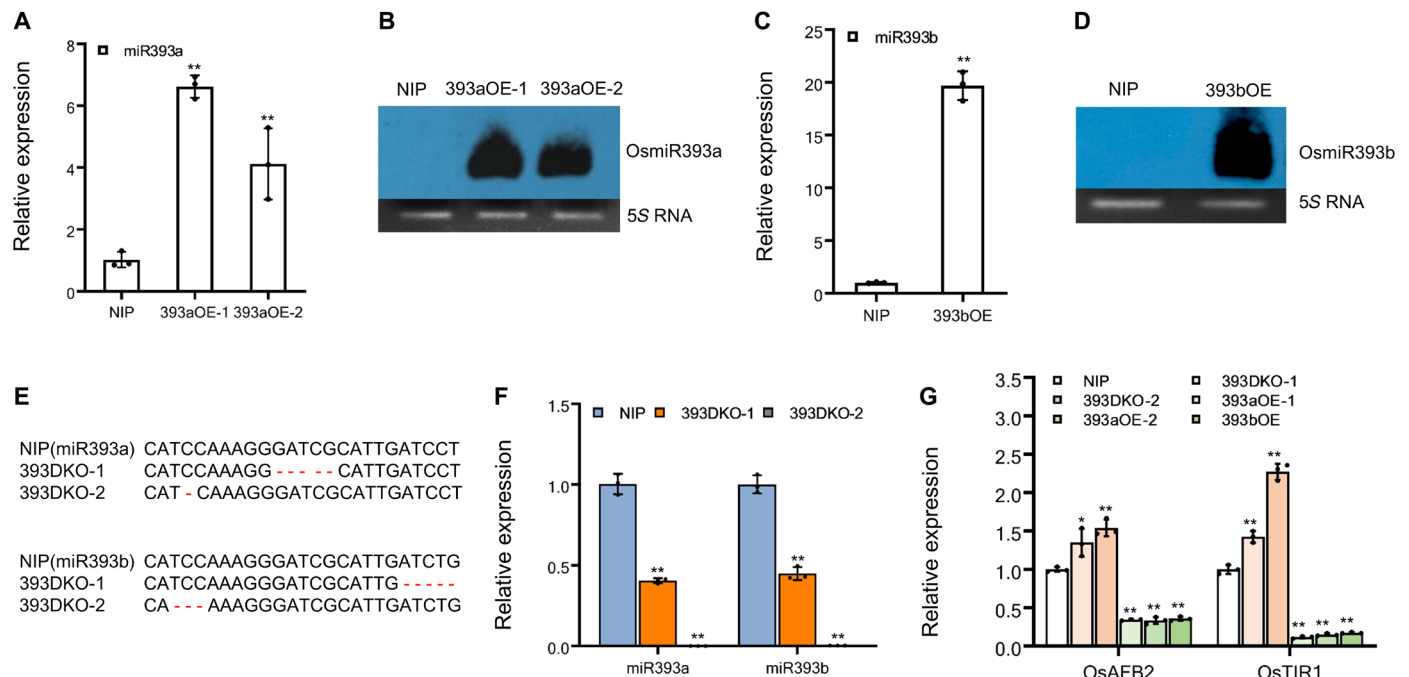 A
8
6
4
2
0
Relative expression
miR393a
**
**
NIP
393aOE-1
393aOE-2
B
NIP 393aOE-1 393aOE-2
OsmiR393a
5S RNA
C
25
20
15
10
5
0
Relative expression
miR393b
**
NIP
393bOE
D
NIP 393bOE
OsmiR393b
5S RNA
E
NIP(miR393a) CATCCAAAGGGATCGCATTGATCCT
393DKO-1 CATCCAAAGG--- --CATTGATCCT
393DKO-2 CAT-CAAAGGGATCGCATTGATCCT
NIP(miR393b) CATCCAAAGGGATCGCATTGATCTG
393DKO-1 CATCCAAAGGGATCGCATTG-----
393DKO-2 CA---AAAGGGATCGCATTGATCTG
F
1.5
1.0
0.5
0.0
Relative expression
NIP 393DKO-1 393DKO-2
**
**
**
**
miR393a miR393b
G
3.5
3.0
2.5
2.0
1.5
1.0
0.5
0.0
Relative expression
NIP 393DKO-1
393DKO-2 393aOE-1
393aOE-2 393bOE
* ** ** ** **
** ** ** ** **
OsAFB2 OsTIR1